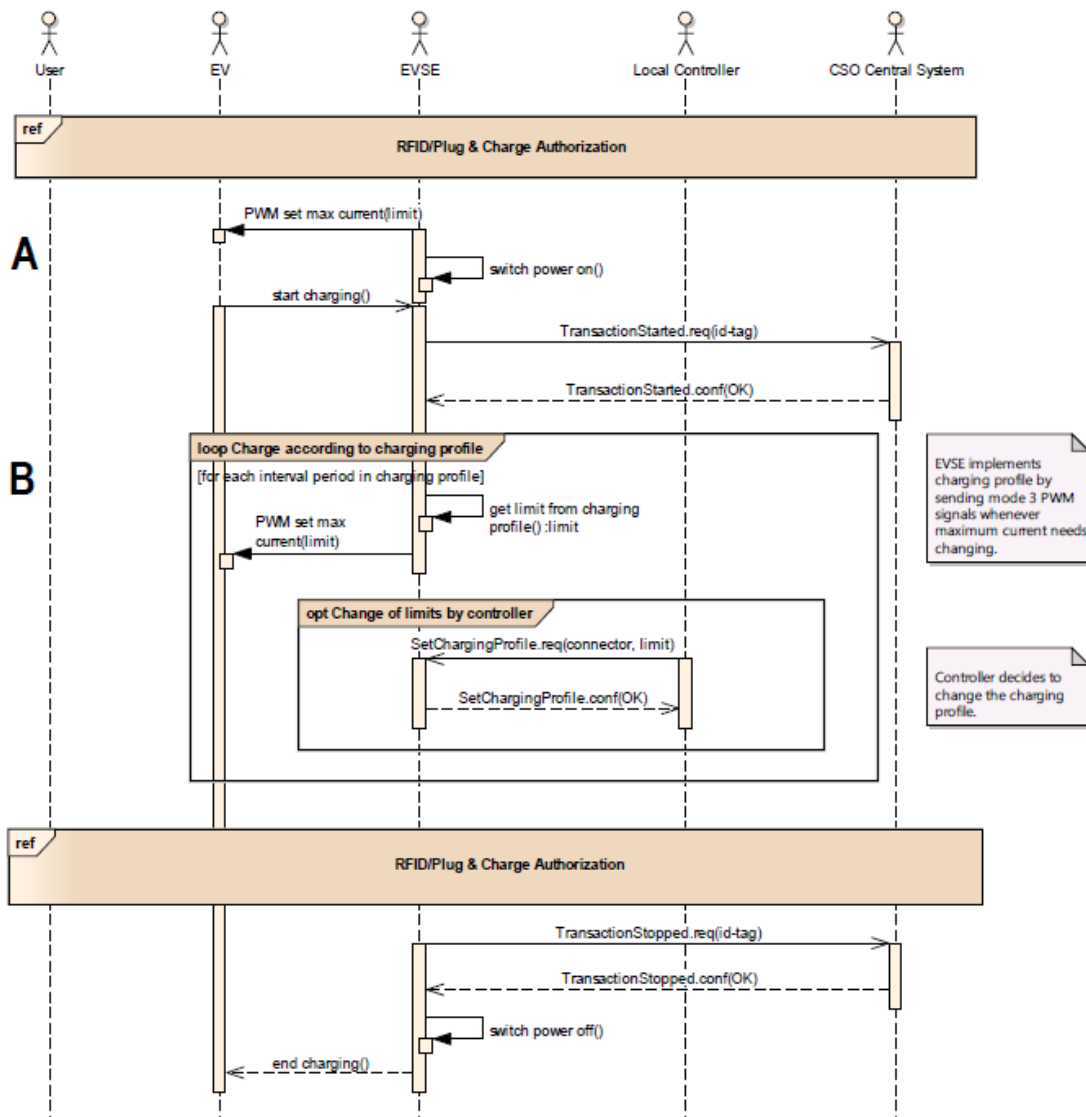 User
EV
EVSE
Local Controller
CSO Central System
ref
RFID/Plug & Charge Authorization
PWM set max current(limit)
A
switch power on()
start charging()
TransactionStarted.req(id-tag)
TransactionStarted.conf(OK)
loop Charge according to charging profile
B
[for each interval period in charging profile]
EVSE implements
charging profile by
sending mode 3 PWM
signals whenever
maximum current needs
changing.
get limit from charging
profile() :limit
PWM set max
current(limit)
opt Change of limits by controller
SetChargingProfile.req(connector, limit)
SetChargingProfile.conf(OK)
Controller decides to
change the charging
profile.
ref
RFID/Plug & Charge Authorization
TransactionStopped.req(id-tag)
TransactionStopped.conf(OK)
switch power off()
end charging()